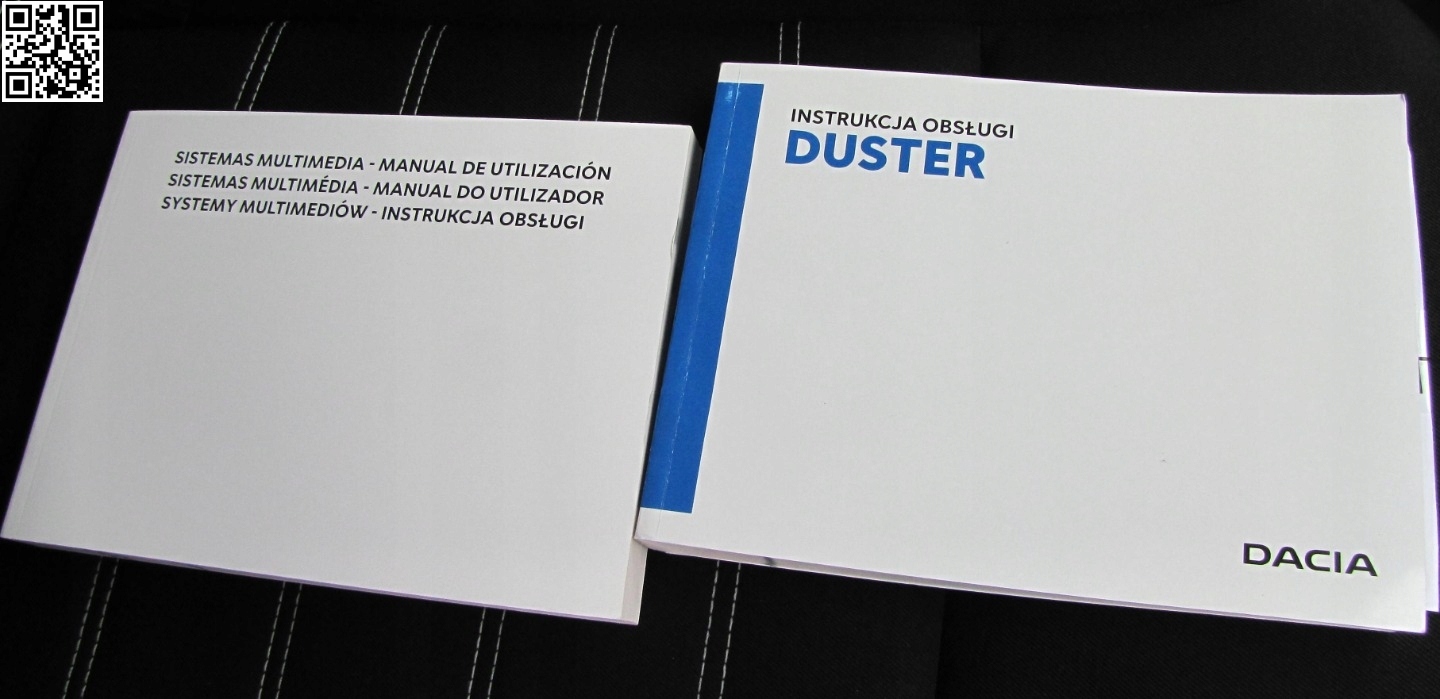 SISTEMAS MULTIMEDIA - MANUAL DE UTILIZACIÓN
SISTEMAS MULTIMÉDIA - MANUAL DO UTILIZADOR
SYSTEMY MULTIMEDIÓW - INSTRUKCJA OBSŁUGI
INSTRUKCJA OBSŁUGI
DUSTER
DACIA